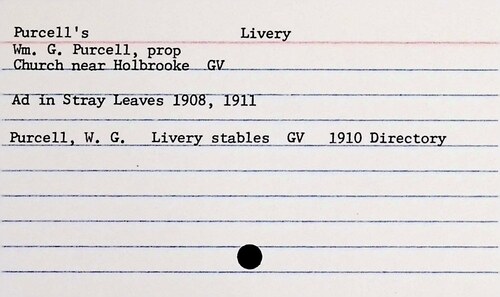 Purcell's Livery
Wm. G. Purcell, prop
Church near Holbrooke GV
Ad in Stray Leaves 1908, 1911
Purcell, W. G. Livery stables GV 1910 Directory